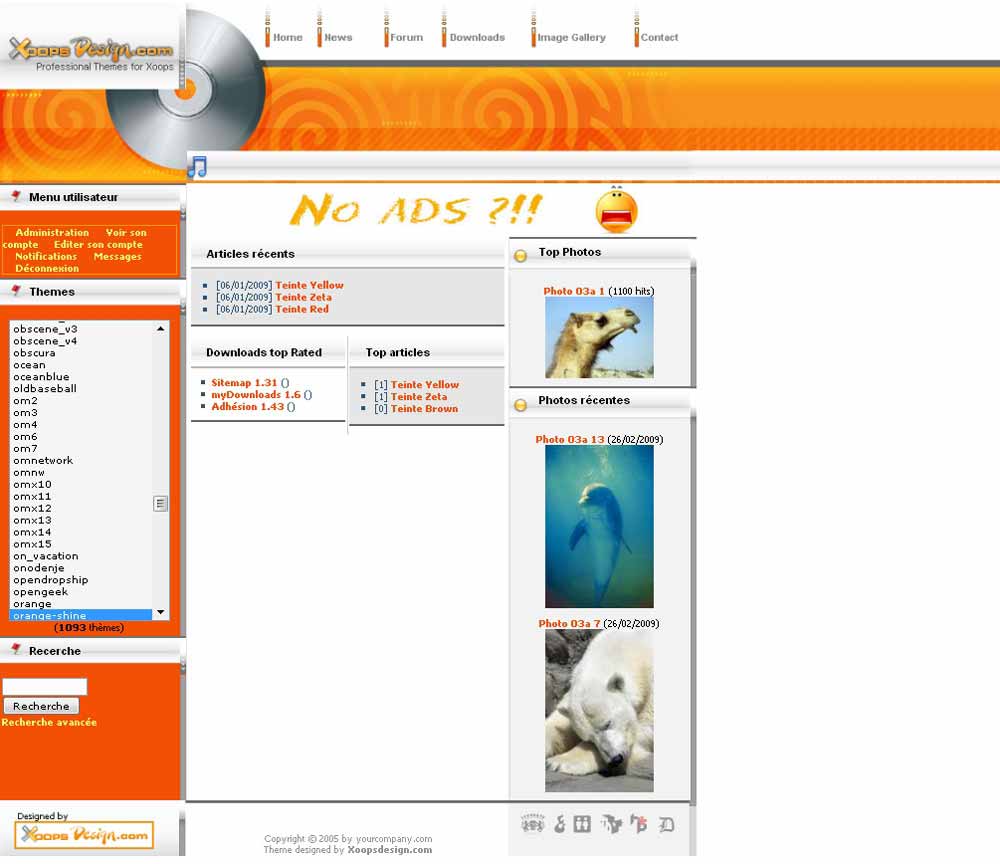 Xoops Design.com
Professional Themes for Xoops
Home
News
Forum
Downloads
Image Gallery
Contact
No ADS ?!!
Menu utilisateur
Administration Voir son
compte Editer son compte
Notifications Messages
Déconnexion
Themes
obscene_v3
obscene_v4
obscura
ocean
oceanblue
oldbaseball
om2
om3
om4
om6
om7
omnetwork
omnw
omx10
omx11
omx12
omx13
omx14
omx15
on_vacation
onodenje
opendropship
opengeek
orange
orange-shine
(1093 thèmes)
Recerche
Recherche
Recherche avancée
Articles récents
[06/01/2009] Teinte Yellow
[06/01/2009] Teinte Zeta
[06/01/2009] Teinte Red
Downloads top Rated
Sitemap 1.31 ()
myDownloads 1.6 ()
Adhésion 1.43 ()
Top articles
[1] Teinte Yellow
[1] Teinte Zeta
[0] Teinte Brown
Top Photos
Photo 03a 1 (1100 hits)
Photos récentes
Photo 03a 13 (26/02/2009)
Photo 03a 7 (26/02/2009)
Designed by
Xoops Design.com
Copyright © 2005 by yourcompany.com
Theme designed by Xoopsdesign.com